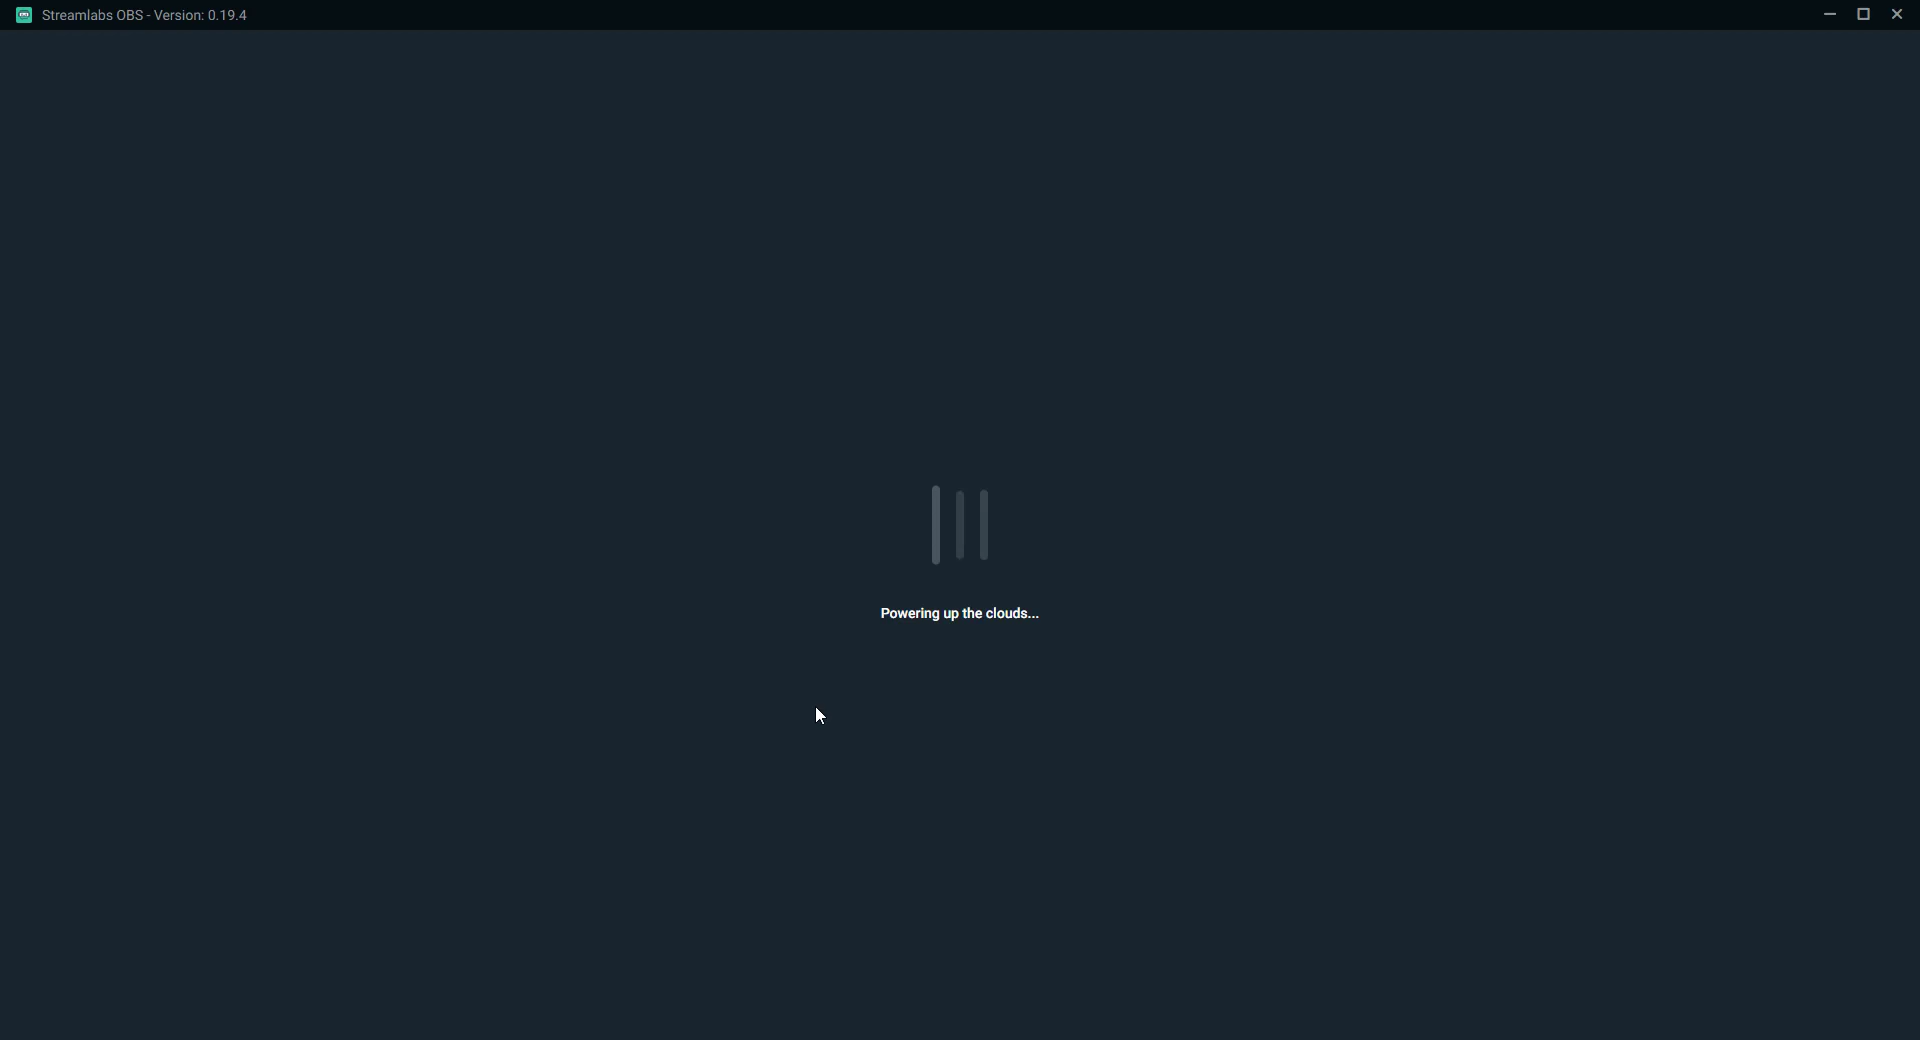 Streamlabs OBS - Version: 0.19.4
Powering up the clouds...